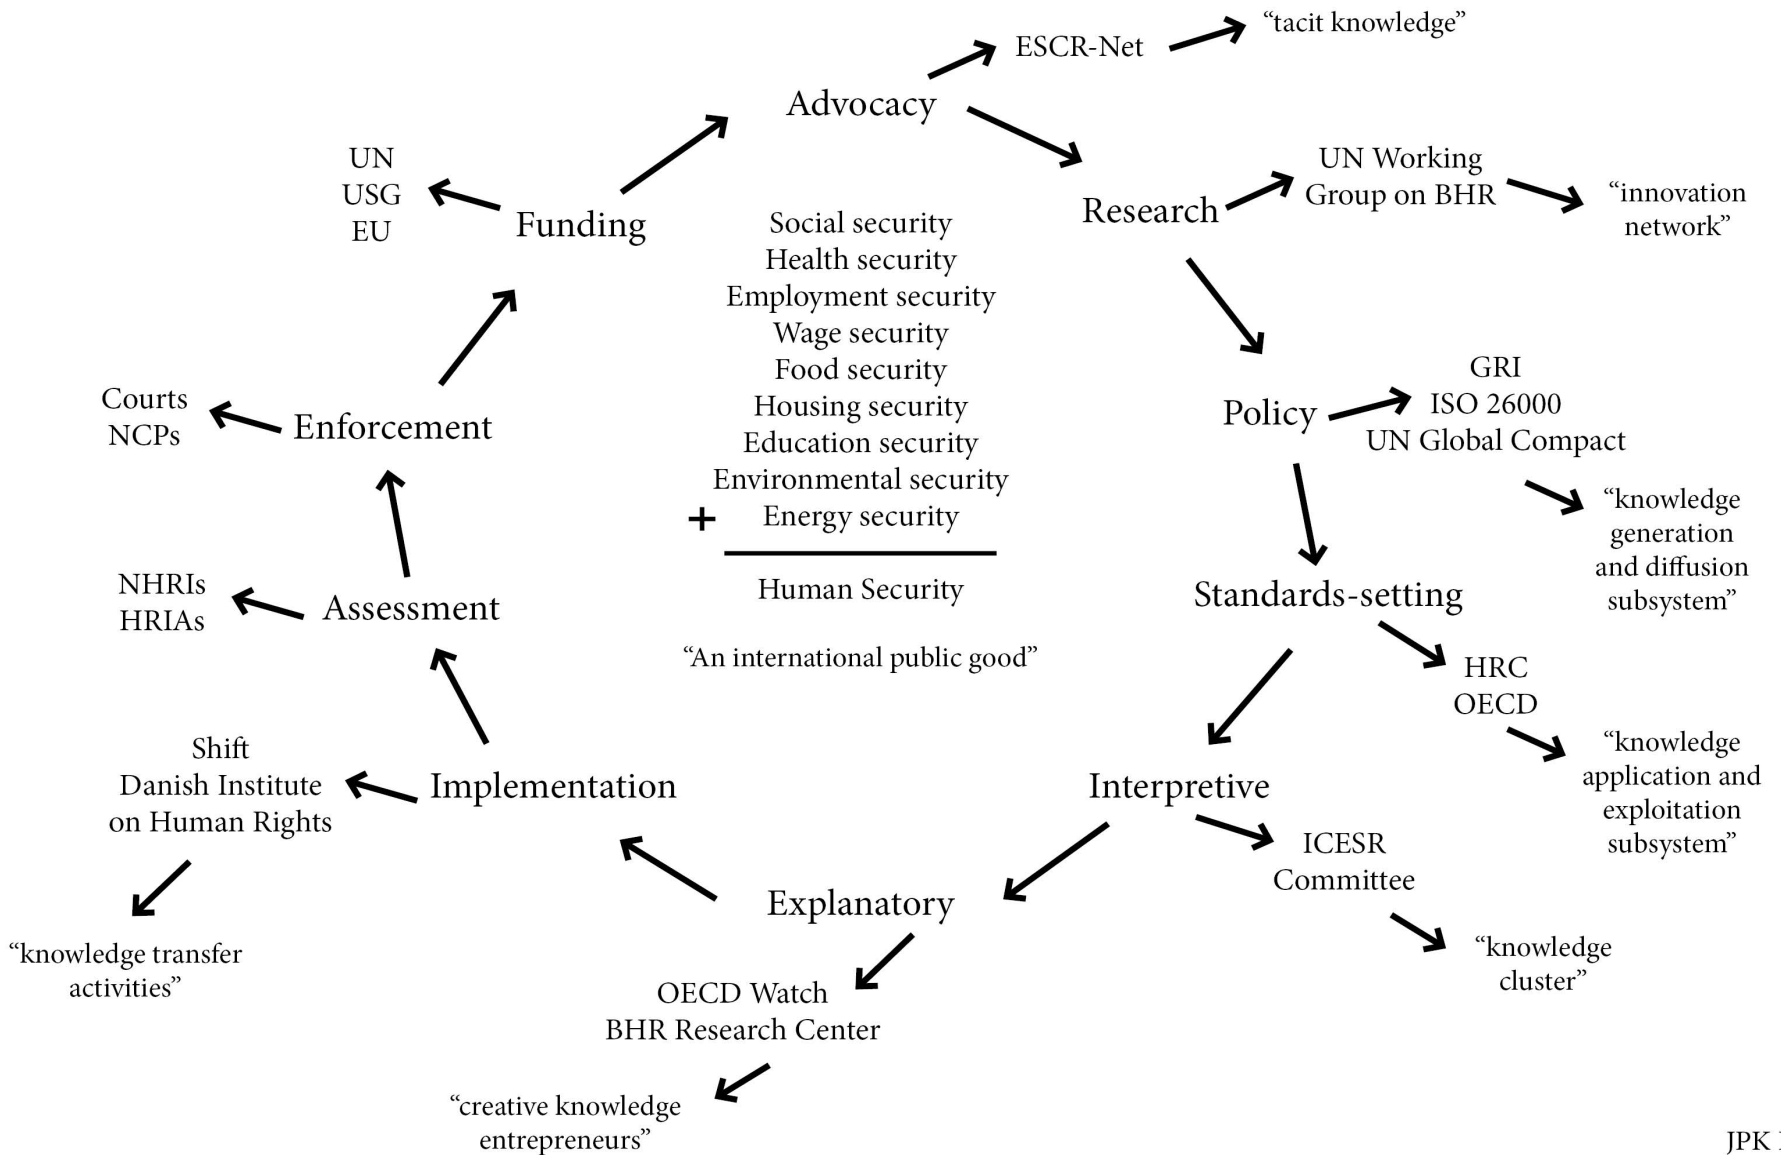 “tacit knowledge”
ESCR-Net
Advocacy
UN
USG
EU
Funding
UN Working
Group on BHR
“innovation
network”
Research
Social security
Health security
Employment security
Wage security
Food security
Housing security
Education security
Environmental security
+ Energy security
Human Security
“An international public good”
GRI
ISO 26000
UN Global Compact
Policy
“knowledge
generation
and diffusion
subsystem”
Courts
NCPs
Enforcement
NHRIs
HRIAs
Assessment
Standards-setting
HRC
OECD
“knowledge
application and
exploitation
subsystem”
Shift
Danish Institute
on Human Rights
Implementation
Interpretive
ICESR
Committee
“knowledge
cluster”
Explanatory
“knowledge transfer
activities”
OECD Watch
BHR Research Center
“creative knowledge
entrepreneurs”
JPK